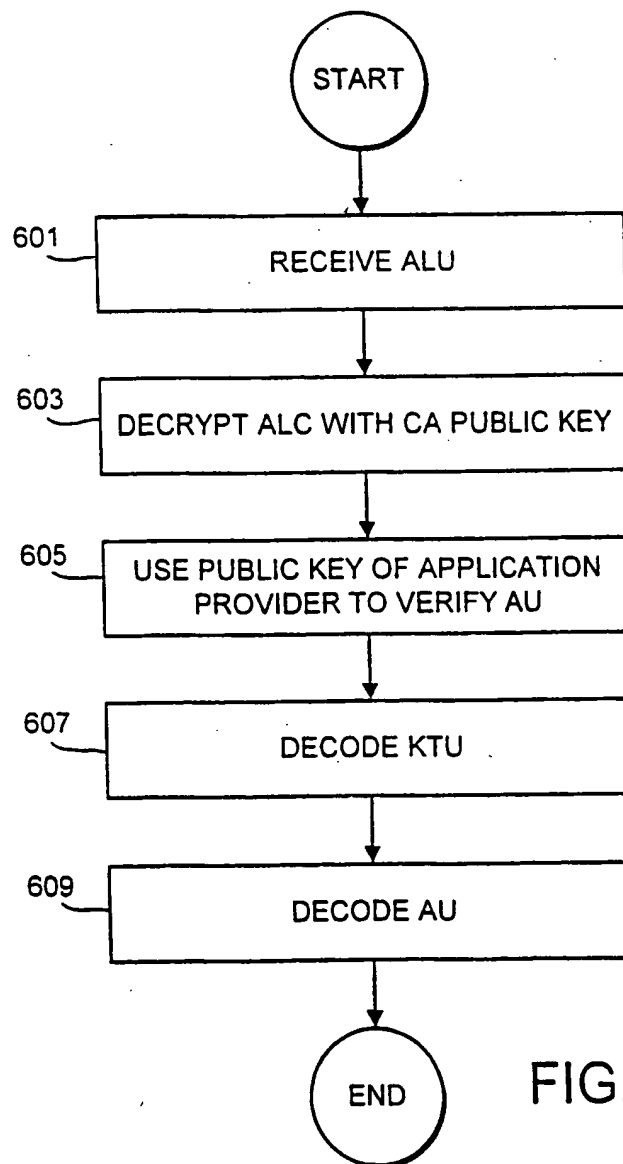 START
601
RECEIVE ALU
603
DECRYPT ALC WITH CA PUBLIC KEY
605
USE PUBLIC KEY OF APPLICATION
PROVIDER TO VERIFY AU
607
DECODE KTU
609
DECODE AU
END
FIG.